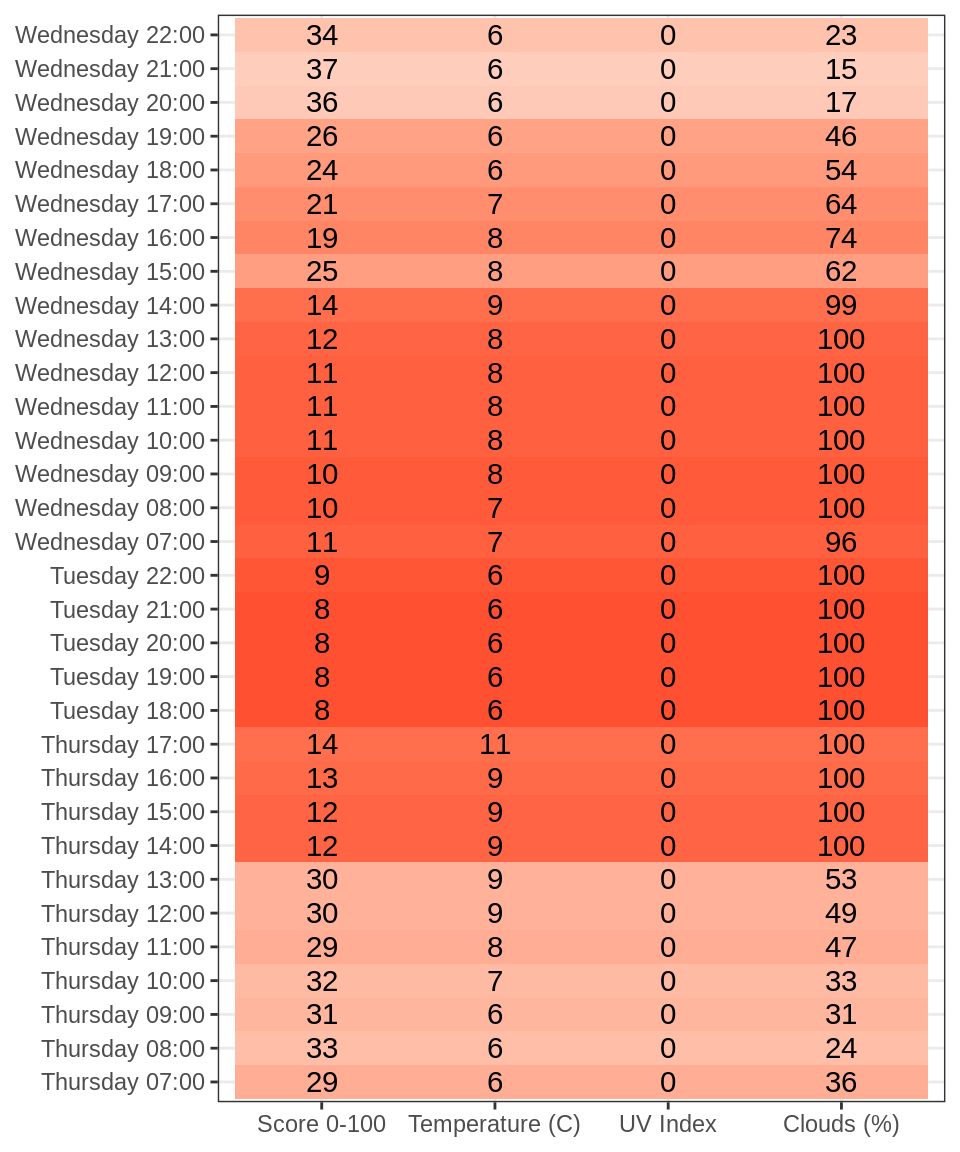 Wednesday 22:00 34 6 0 23
Wednesday 21:00 37 6 0 15
Wednesday 20:00 36 6 0 17
Wednesday 19:00 26 6 0 46
Wednesday 18:00 24 6 0 54
Wednesday 17:00 21 7 0 64
Wednesday 16:00 19 8 0 74
Wednesday 15:00 25 8 0 62
Wednesday 14:00 14 9 0 99
Wednesday 13:00 12 8 0 100
Wednesday 12:00 11 8 0 100
Wednesday 11:00 11 8 0 100
Wednesday 10:00 11 8 0 100
Wednesday 09:00 10 8 0 100
Wednesday 08:00 10 7 0 100
Wednesday 07:00 11 7 0 96
Tuesday 22:00 9 6 0 100
Tuesday 21:00 8 6 0 100
Tuesday 20:00 8 6 0 100
Tuesday 19:00 8 6 0 100
Tuesday 18:00 8 6 0 100
Thursday 17:00 14 11 0 100
Thursday 16:00 13 9 0 100
Thursday 15:00 12 9 0 100
Thursday 14:00 12 9 0 100
Thursday 13:00 30 9 0 53
Thursday 12:00 30 9 0 49
Thursday 11:00 29 8 0 47
Thursday 10:00 32 7 0 33
Thursday 09:00 31 6 0 31
Thursday 08:00 33 6 0 24
Thursday 07:00 29 6 0 36
Score 0-100 Temperature (C) UV Index Clouds (%)